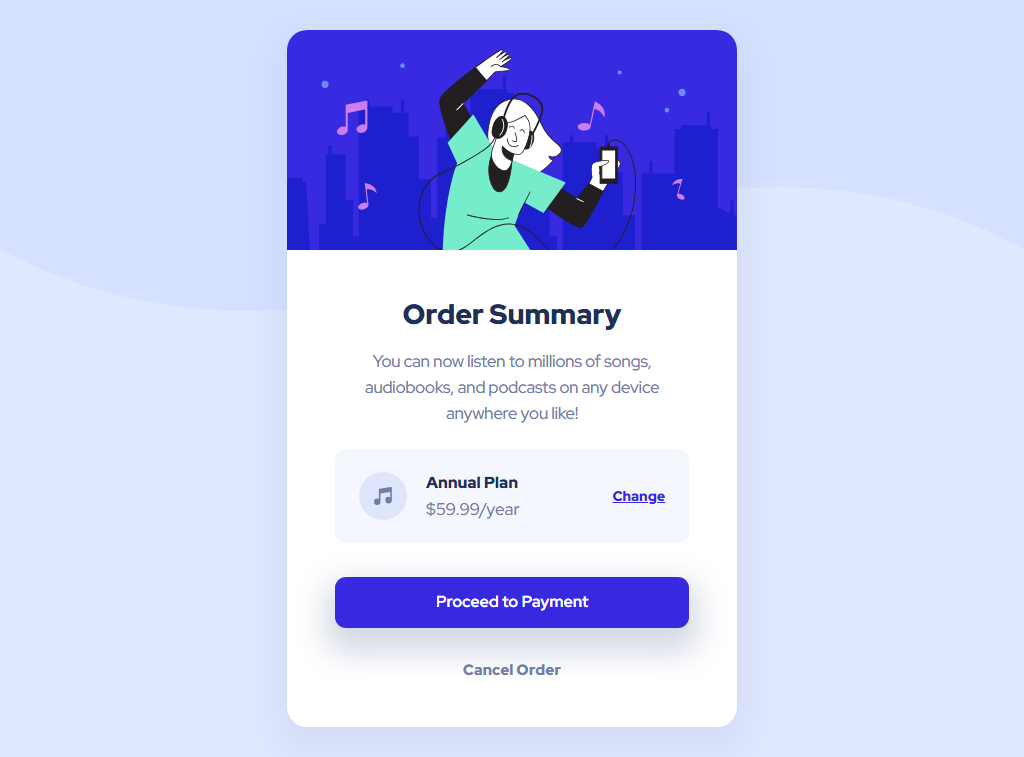 Order Summary
You can now listen to millions of songs,
audiobooks, and podcasts on any device
anywhere you like!
Annual Plan
$59.99/year
Change
Proceed to Payment
Cancel Order